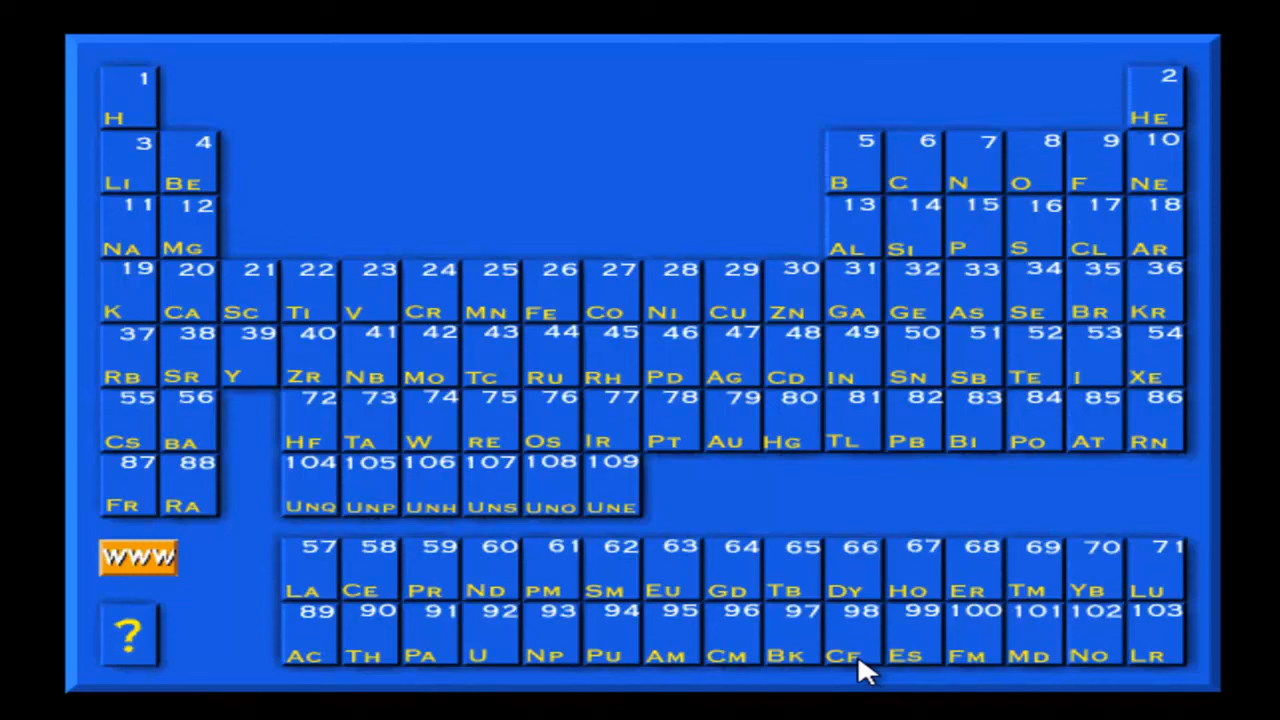 1 2
H He
3 4 5 6 7 8 9 10
Li Be B C N O F Ne
11 12 13 14 15 16 17 18
Na Mg Al Si P S Cl Ar
19 20 21 22 23 24 25 26 27 28 29 30 31 32 33 34 35 36
K Ca Sc Ti V Cr Mn Fe Co Ni Cu Zn Ga Ge As Se Br Kr
37 38 39 40 41 42 43 44 45 46 47 48 49 50 51 52 53 54
Rb Sr Y Zr Nb Mo Tc Ru Rh Pd Ag Cd In Sn Sb Te I Xe
55 56 72 73 74 75 76 77 78 79 80 81 82 83 84 85 86
Cs Ba Hf Ta W Re Os Ir Pt Au Hg Tl Pb Bi Po At Rn
87 88 104 105 106 107 108 109
Fr Ra Unq Unp Unh Uns Uno Une
WWW 57 58 59 60 61 62 63 64 65 66 67 68 69 70 71
La Ce Pr Nd Pm Sm Eu Gd Tb Dy Ho Er Tm Yb Lu
? 89 90 91 92 93 94 95 96 97 98 99 100 101 102 103
Ac Th Pa U Np Pu Am Cm Bk Cf Es Fm Md No Lr